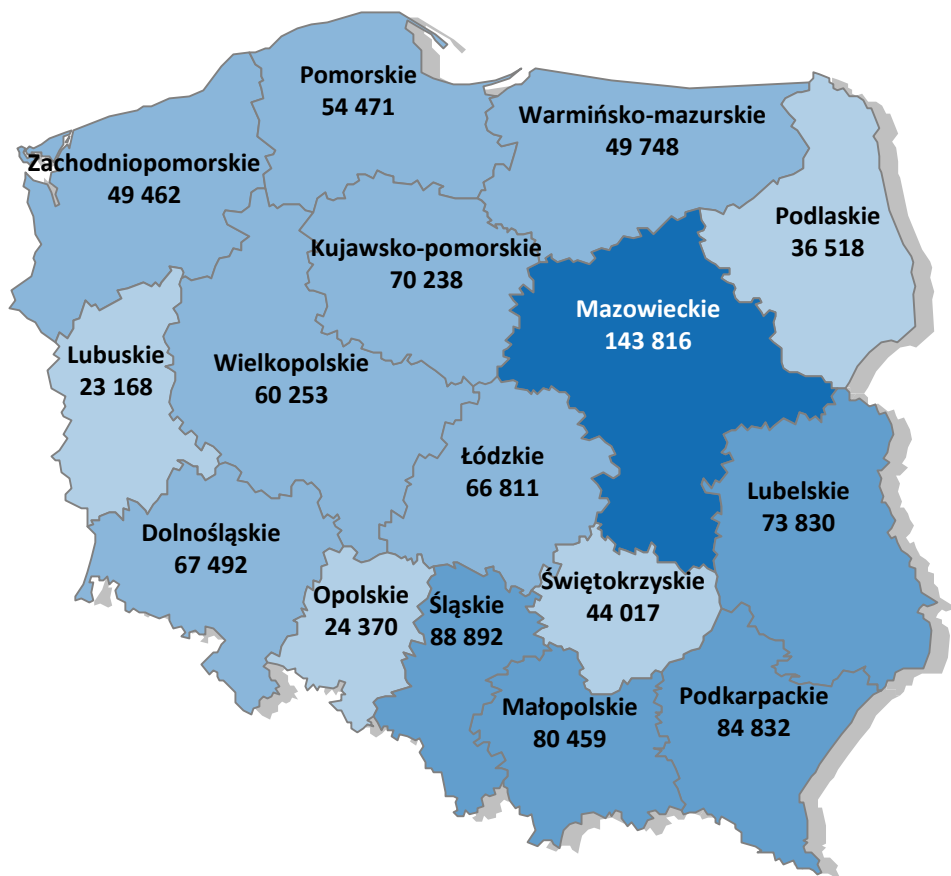 Pomorskie
54 471
Warmińsko-mazurskie
49 748
Zachodniopomorskie
49 462
Podlaskie
36 518
Kujawsko-pomorskie
70 238
Mazowieckie
143 816
Lubuskie
23 168
Wielkopolskie
60 253
Łódzkie
66 811
Lubelskie
73 830
Dolnośląskie
67 492
Opolskie
24 370
Śląskie
88 892
Świętokrzyskie
44 017
Małopolskie
80 459
Podkarpackie
84 832